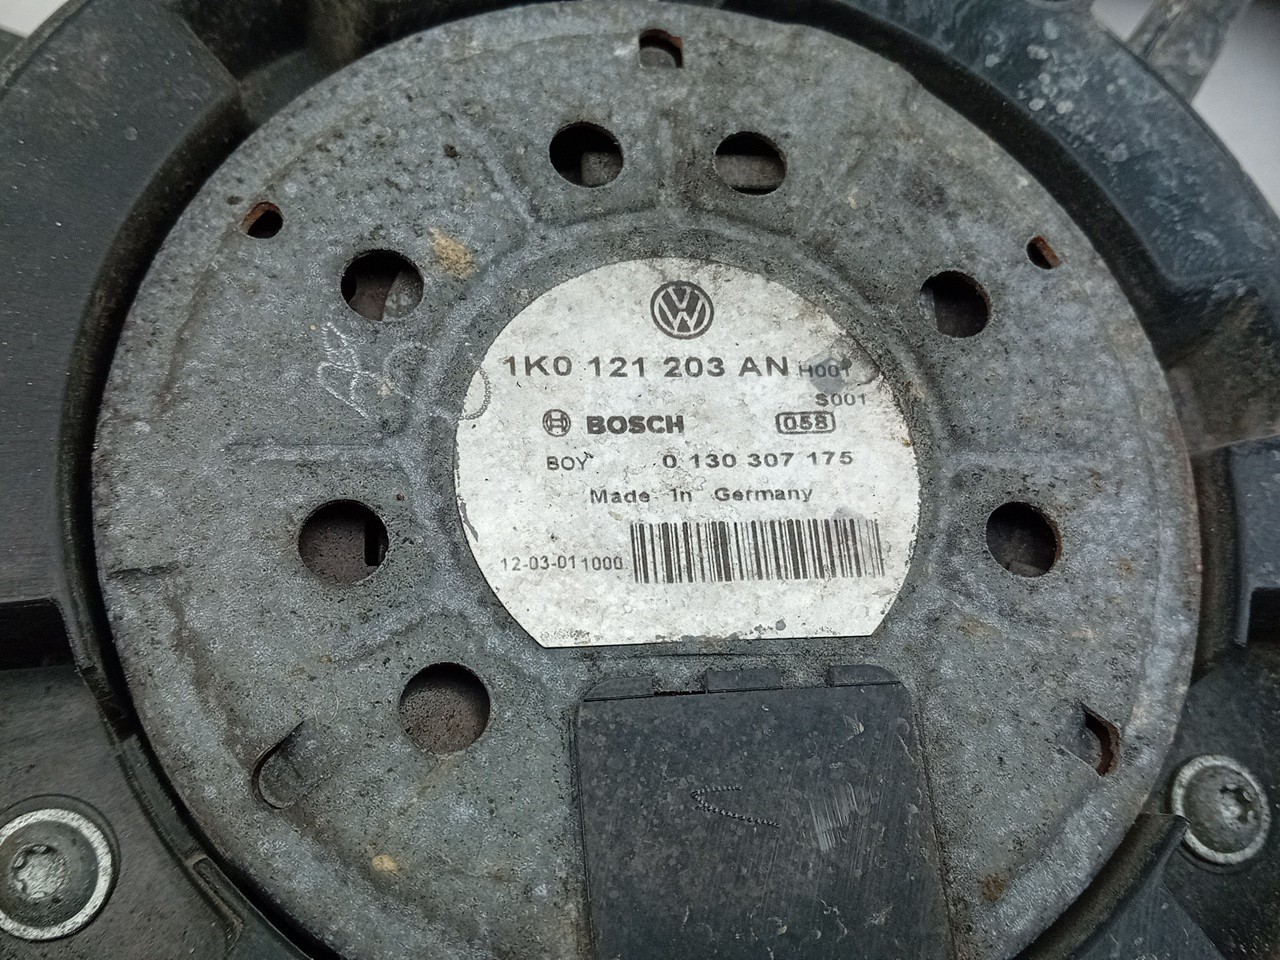 1K0 121 203 AN H001
S001
BOSCH 058
BOY 0 130 307 175
Made in Germany
12-03-011000